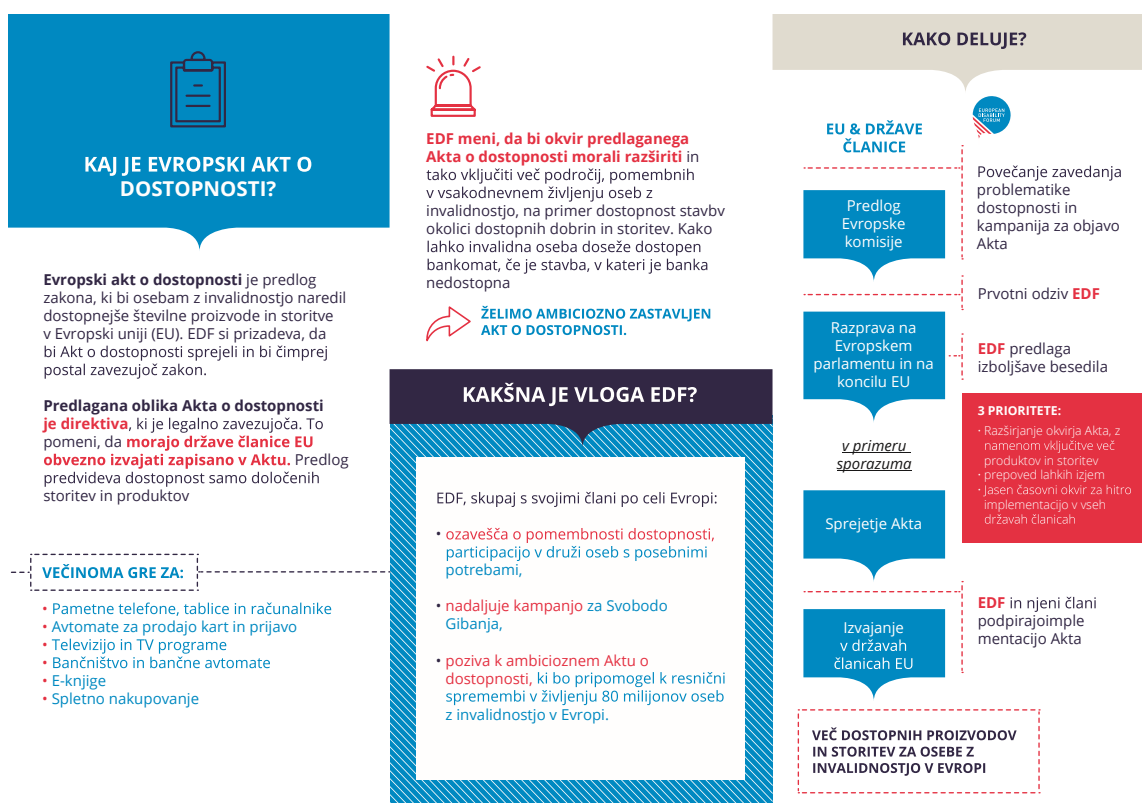 KAJ JE EVROPSKI AKT O
DOSTOPNOSTI?
Evropski akt o dostopnosti je predlog
zakona, ki bi osebam z invalidnostjo naredil
dostopnejše številne proizvode in storitve
v Evropski uniji (EU). EDF si prizadeva, da
bi Akt o dostopnosti sprejeli in bi čimprej
postal zavezujoč zakon.
Predlagana oblika Akta o dostopnosti
je direktiva, ki je legalno zavezujoča. To
pomeni, da morajo države članice EU
obvezno izvajati zapisano v Aktu. Predlog
predvideva dostopnost samo določenih
storitev in produktov
VEČINOMA GRE ZA:
• Pametne telefone, tablice in računalnike
• Avtomate za prodajo kart in prijavo
• Televizijo in TV programe
• Bančništvo in bančne avtomate
• E-knjige
• Spletno nakupovanje
EDF meni, da bi okvir predlaganega
Akta o dostopnosti morali razširiti in
tako vključiti več področij, pomembnih
v vsakodnevnem življenju oseb z
invalidnostjo, na primer dostopnost stavbv
okolici dostopnih dobrin in storitev. Kako
lahko invalidna oseba doseže dostopen
bankomat, če je stavba, v kateri je banka
nedostopna
ŽELIMO AMBICIOZNO ZASTAVLJEN
AKT O DOSTOPNOSTI.
KAKŠNA JE VLOGA EDF?
EDF, skupaj s svojimi člani po celi Evropi:
• ozavešča o pomembnosti dostopnosti,
participacijo v druži oseb s posebnimi
potrebami,
• nadaljuje kampanjo za Svobodo
Gibanja,
• poziva k ambicioznem Aktu o
dostopnosti, ki bo pripomogel k resnični
spremembi v življenju 80 milijonov oseb
z invalidnostjo v Evropi.
KAKO DELUJE?
EUROPEAN
DISABILITY
FORUM
EU & DRŽAVE
ČLANICE
Predlog
Evropske
komisije
Razprava na
Evropskem
parlamentu in na
koncilu EU
v primeru
sporazuma
Sprejetje Akta
Izvajanje
v državah
članicah EU
Povečanje zavedanja
problematike
dostopnosti in
kampanija za objavo
Akta
Prvotni odziv EDF
EDF predlaga
izboljšave besedila
3 PRIORITETE:
· Razširjanje okvirja Akta, z
namenom vključitve več
produktov in storitev
· prepoved lahkih izjem
· Jasen časovni okvir za hitro
implementacijo v vseh
državah članicah
EDF in njeni člani
podpirajoimple
mentacijo Akta
VEČ DOSTOPNIH PROIZVODOV
IN STORITEV ZA OSEBE Z
INVALIDNOSTJO V EVROPI